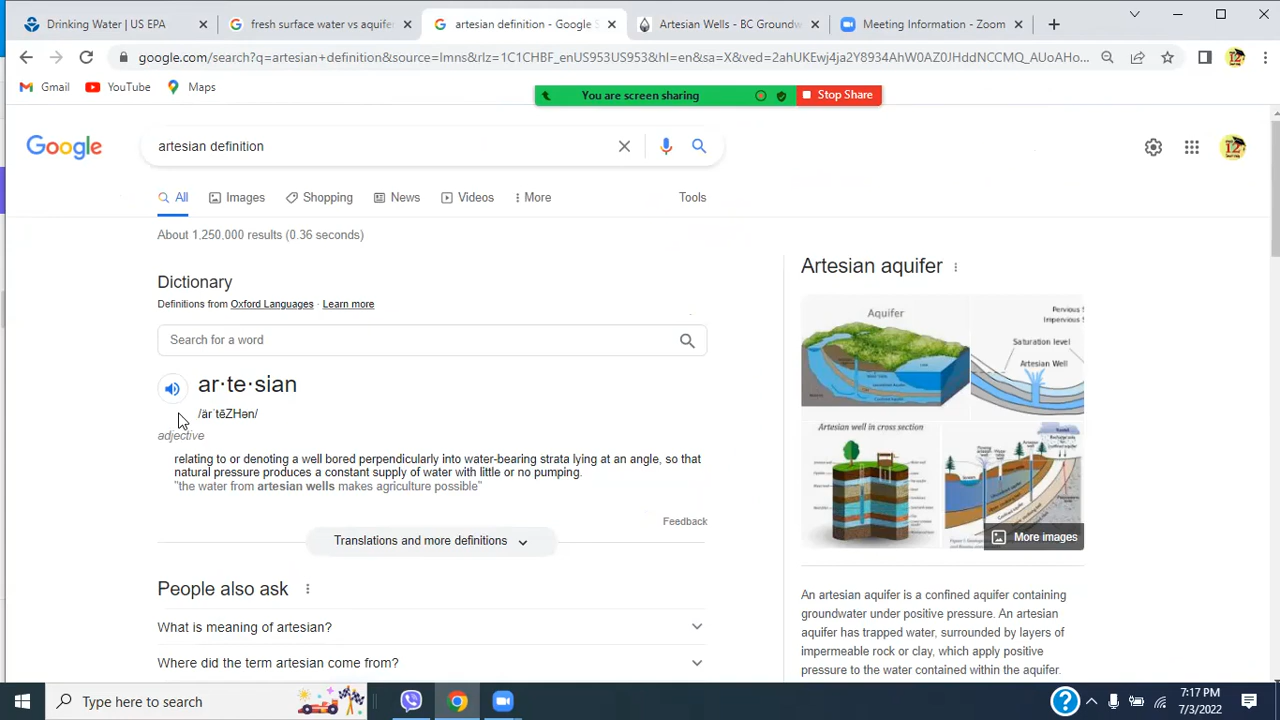 Drinking Water | US EPA
fresh surface water vs aquifer
artesian definition - Google S
Artesian Wells - BC Groundw
Meeting Information - Zoom
google.com/search?q=artesian+definition&source=lmns&rlz=1C1CHBF_enUS953US953&hl=en&sa=X&ved=2ahUKEwj4ja2Y8934AhWAZ0JHddNCCMQ_AUoAHo...
Gmail
YouTube
Maps
You are screen sharing
Stop Share
Google
artesian definition
All
Images
Shopping
News
Videos
More
Tools
About 1,250,000 results (0.36 seconds)
Dictionary
Definitions from Oxford Languages · Learn more
Search for a word
ar·te·sian
/ärˈtēZHən/
adjective
relating to or denoting a well bored perpendicularly into water-bearing strata lying at an angle, so that
natural pressure produces a constant supply of water with little or no pumping.
"the water from artesian wells makes agriculture possible"
Feedback
Translations and more definitions
People also ask
What is meaning of artesian?
Where did the term artesian come from?
Artesian aquifer
Aquifer
Pervious
Impervious
Saturation level
Artesian Well
Artesian well in cross section
More images
An artesian aquifer is a confined aquifer containing
groundwater under positive pressure. An artesian
aquifer has trapped water, surrounded by layers of
impermeable rock or clay, which apply positive
pressure to the water contained within the aquifer.
Type here to search
7:17 PM
7/3/2022